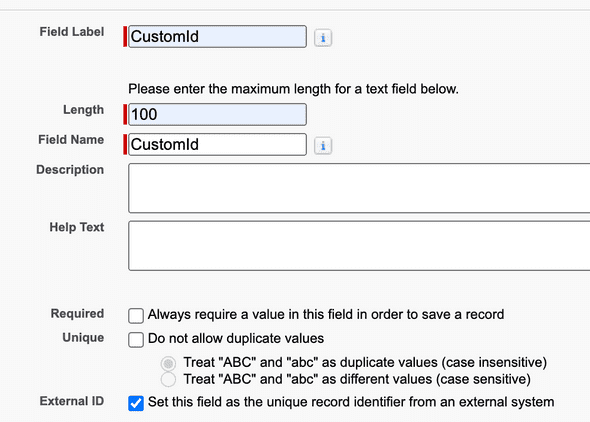 Field Label CustomId i
Please enter the maximum length for a text field below.
Length 100
Field Name CustomId i
Description
Help Text
Required Always require a value in this field in order to save a record
Unique Do not allow duplicate values
Treat "ABC" and "abc" as duplicate values (case insensitive)
Treat "ABC" and "abc" as different values (case sensitive)
External ID Set this field as the unique record identifier from an external system